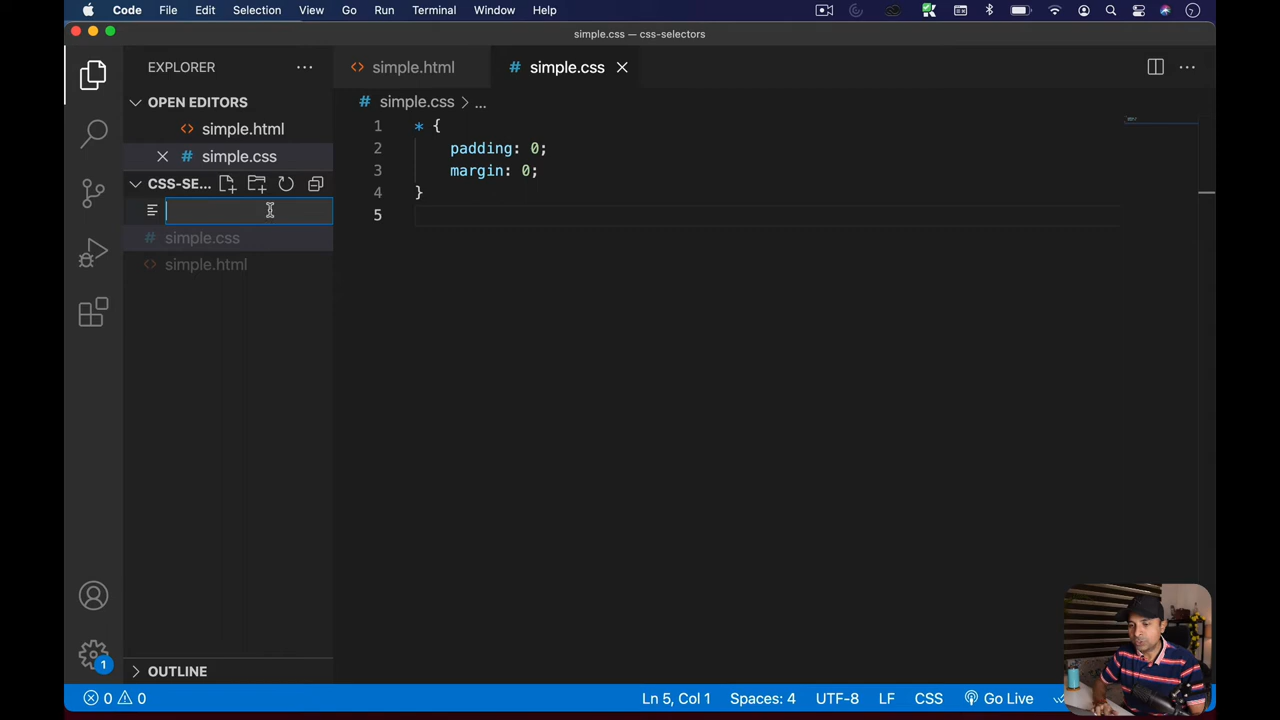 Code File Edit Selection View Go Run Terminal Window Help
simple.css — css-selectors
EXPLORER
OPEN EDITORS
simple.html
simple.css
CSS-SE...
simple.css
simple.html
OUTLINE
simple.html simple.css
simple.css > ...
1 * {
2 padding: 0;
3 margin: 0;
4 }
5
1
0 0 Ln 5, Col 1 Spaces: 4 UTF-8 LF CSS Go Live